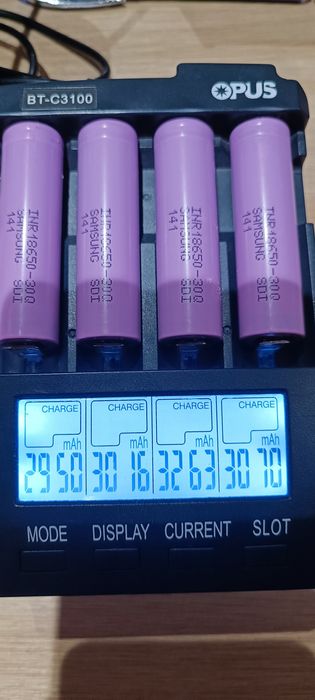 BT-C3100
OPUS
INR18650-30Q
SAMSUNG SDI
141
INR18650-30Q
SAMSUNG SDI
141
INR18650-30Q
SAMSUNG SDI
141
INR18650-30Q
SAMSUNG SDI
141
CHARGE CHARGE CHARGE CHARGE
mAh mAh mAh mAh
2950 3016 3263 3070
MODE DISPLAY CURRENT SLOT